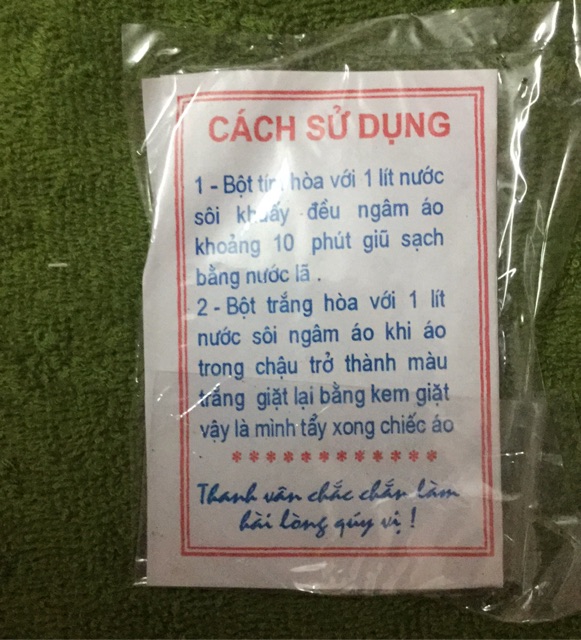 CÁCH SỬ DỤNG
1 - Bột tím hòa với 1 lít nước
sôi khuấy đều ngâm áo
khoảng 10 phút giũ sạch
bằng nước lã .
2 - Bột trắng hòa với 1 lít
nước sôi ngâm áo khi áo
trong chậu trở thành màu
trắng giặt lại bằng kem giặt
vậy là mình tẩy xong chiếc áo
***********
Thanh vân chắc chắn làm
hài lòng qúy vị !